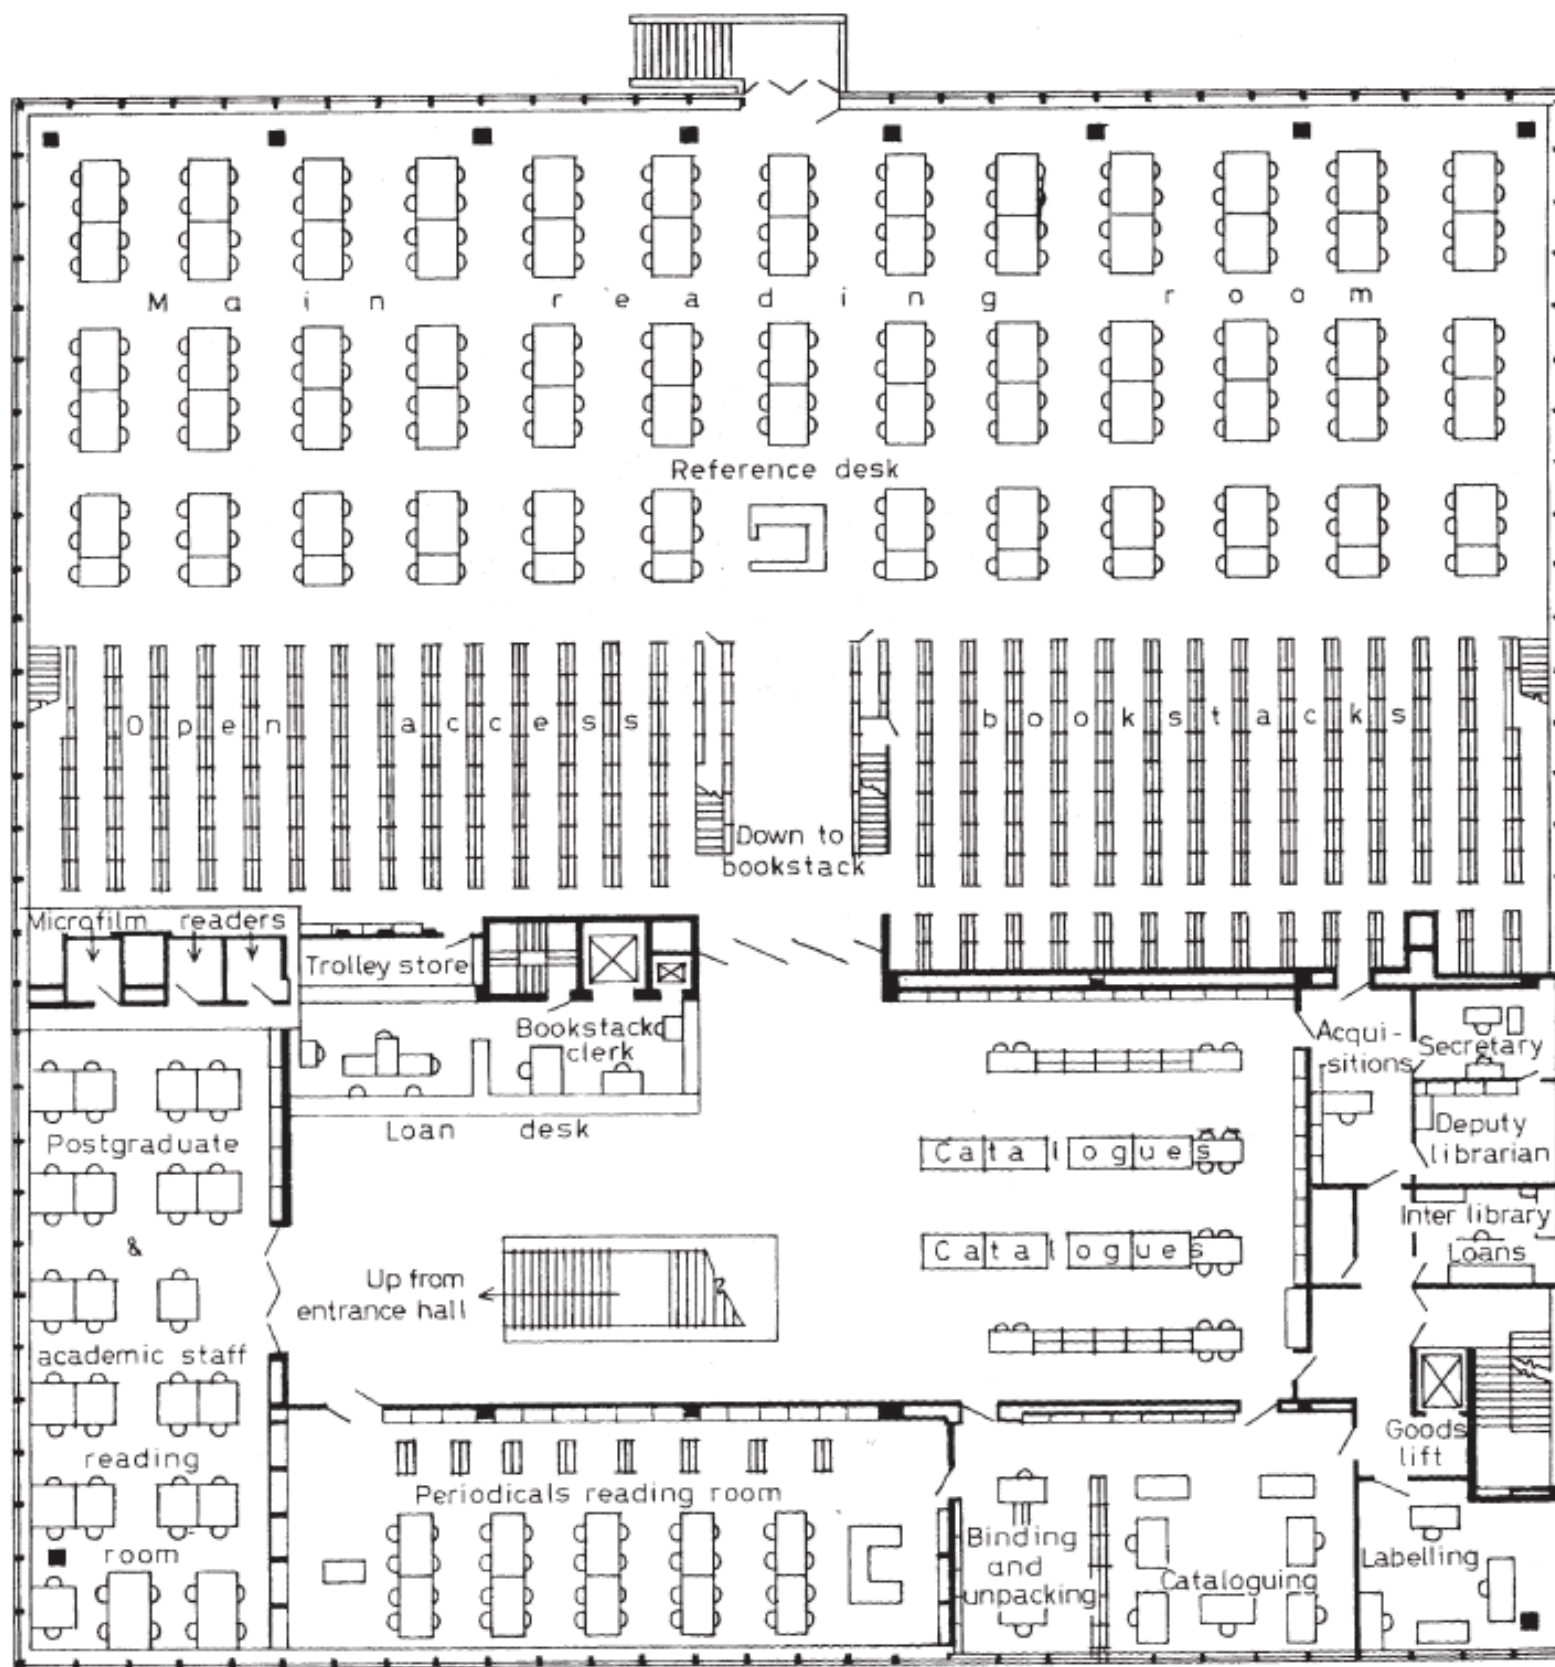 Main reading room
Reference desk
Open access bookstacks
Down to
bookstack
Microfilm readers
Trolley store
Bookstack
clerk
Loan desk
Acqui-
sitions
Secretary
Deputy
librarian
Inter library
Loans
Catalogues
Catalogues
Postgraduate
&
academic staff
reading
room
Up from
entrance hall
Goods
lift
Periodicals reading room
Binding
and
unpacking
Cataloguing
Labelling